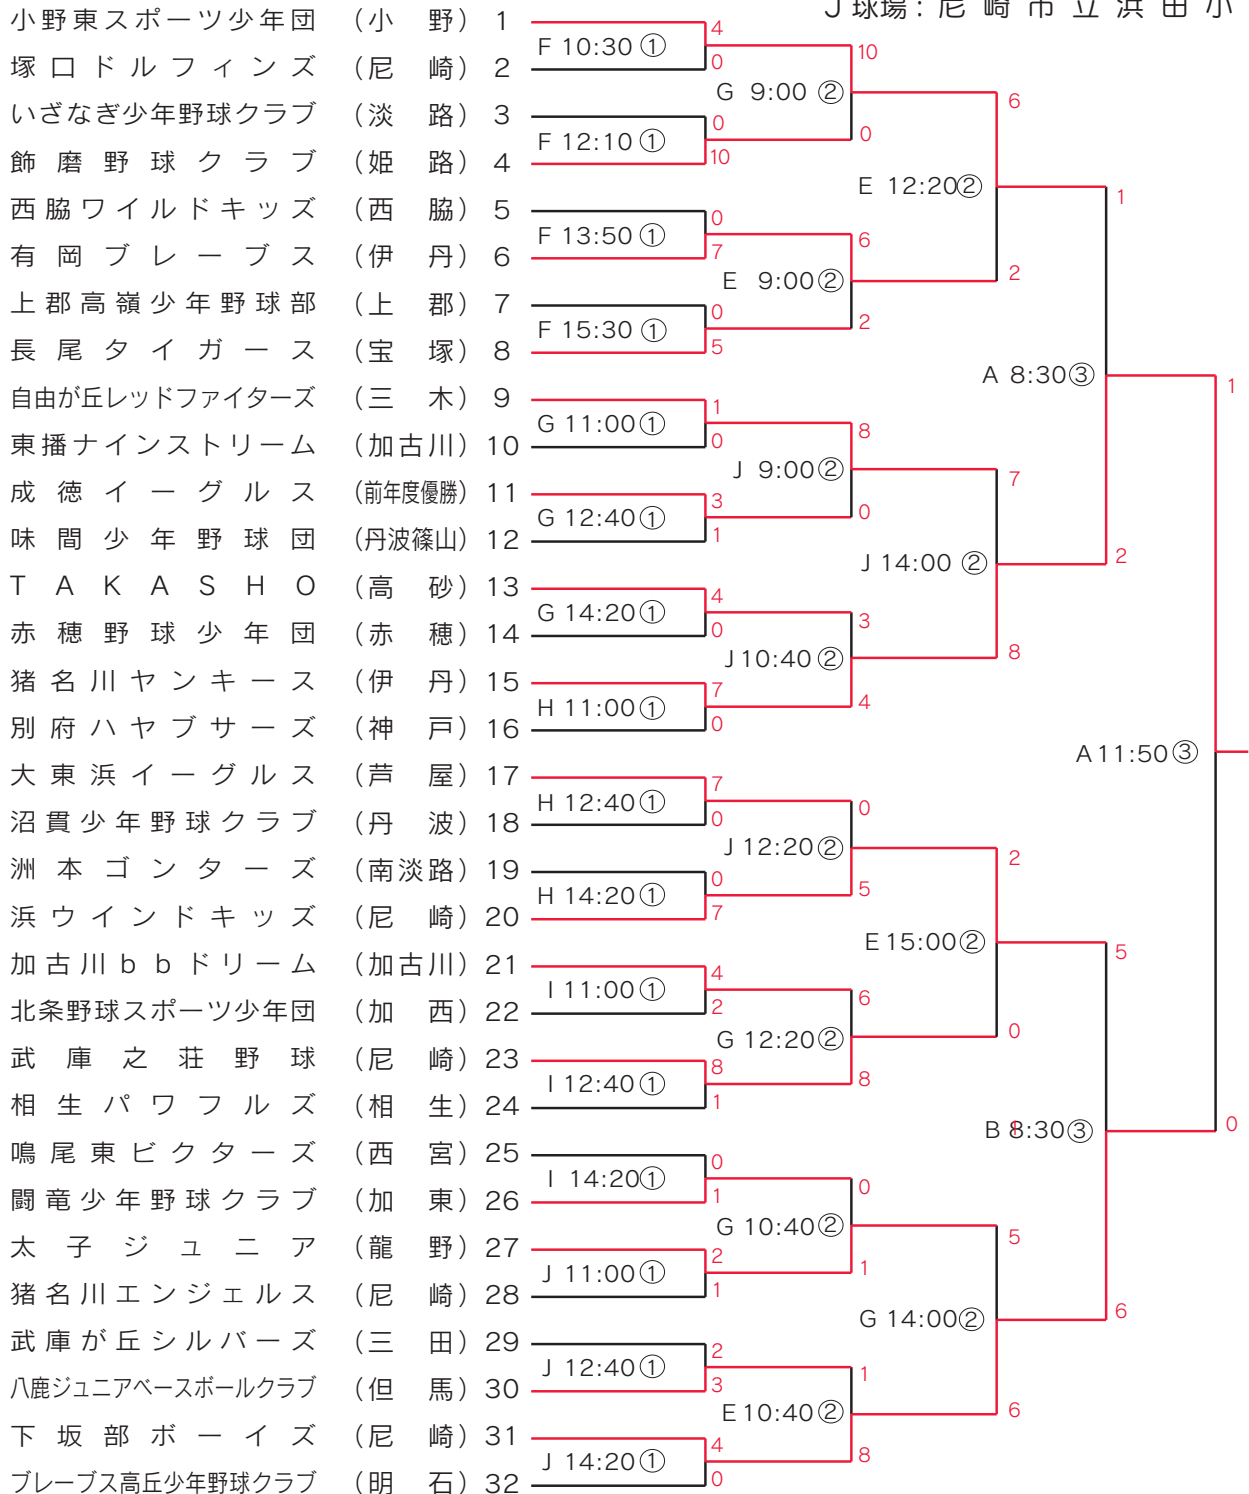 J球場：尼崎市立浜田小
小野東スポーツ少年団 （小野） 1
4
F 10:30 ①
10
塚口ドルフィンズ （尼崎） 2
0
G 9:00 ②
6
いざなぎ少年野球クラブ （淡路） 3
0
F 12:10 ①
0
飾磨野球クラブ （姫路） 4
10
E 12:20②
1
西脇ワイルドキッズ （西脇） 5
0
F 13:50 ①
6
有岡ブレーブス （伊丹） 6
7
E 9:00②
2
上郡高嶺少年野球部 （上郡） 7
0
F 15:30 ①
2
長尾タイガース （宝塚） 8
5
A 8:30③
1
自由が丘レッドファイターズ （三木） 9
1
G 11:00①
8
東播ナインストリーム （加古川） 10
0
J 9:00②
7
成徳イーグルス （前年度優勝） 11
3
G 12:40①
0
味間少年野球団 （丹波篠山） 12
1
J 14:00 ②
2
TAKASHO （高砂） 13
4
G 14:20①
3
赤穂野球少年団 （赤穂） 14
0
J 10:40 ②
8
猪名川ヤンキース （伊丹） 15
7
H 11:00①
4
別府ハヤブサーズ （神戸） 16
0
A 11:50③
大東浜イーグルス （芦屋） 17
7
H 12:40①
0
沼貫少年野球クラブ （丹波） 18
0
J 12:20②
2
洲本ゴンターズ （南淡路） 19
0
H 14:20①
5
浜ウインドキッズ （尼崎） 20
7
E 15:00②
5
加古川bbドリーム （加古川） 21
4
I 11:00①
6
北条野球スポーツ少年団 （加西） 22
2
G 12:20②
0
武庫之荘野球 （尼崎） 23
8
I 12:40①
8
相生パワフルズ （相生） 24
1
B 8:30③
1
0
鳴尾東ビクターズ （西宮） 25
0
I 14:20①
0
闘竜少年野球クラブ （加東） 26
1
G 10:40②
5
太子ジュニア （龍野） 27
2
J 11:00①
1
猪名川エンジェルス （尼崎） 28
1
G 14:00②
6
武庫が丘シルバーズ （三田） 29
2
J 12:40①
1
八鹿ジュニアベースボールクラブ （但馬） 30
3
E 10:40②
6
下坂部ボーイズ （尼崎） 31
4
J 14:20①
8
ブレーブス高丘少年野球クラブ （明石） 32
0